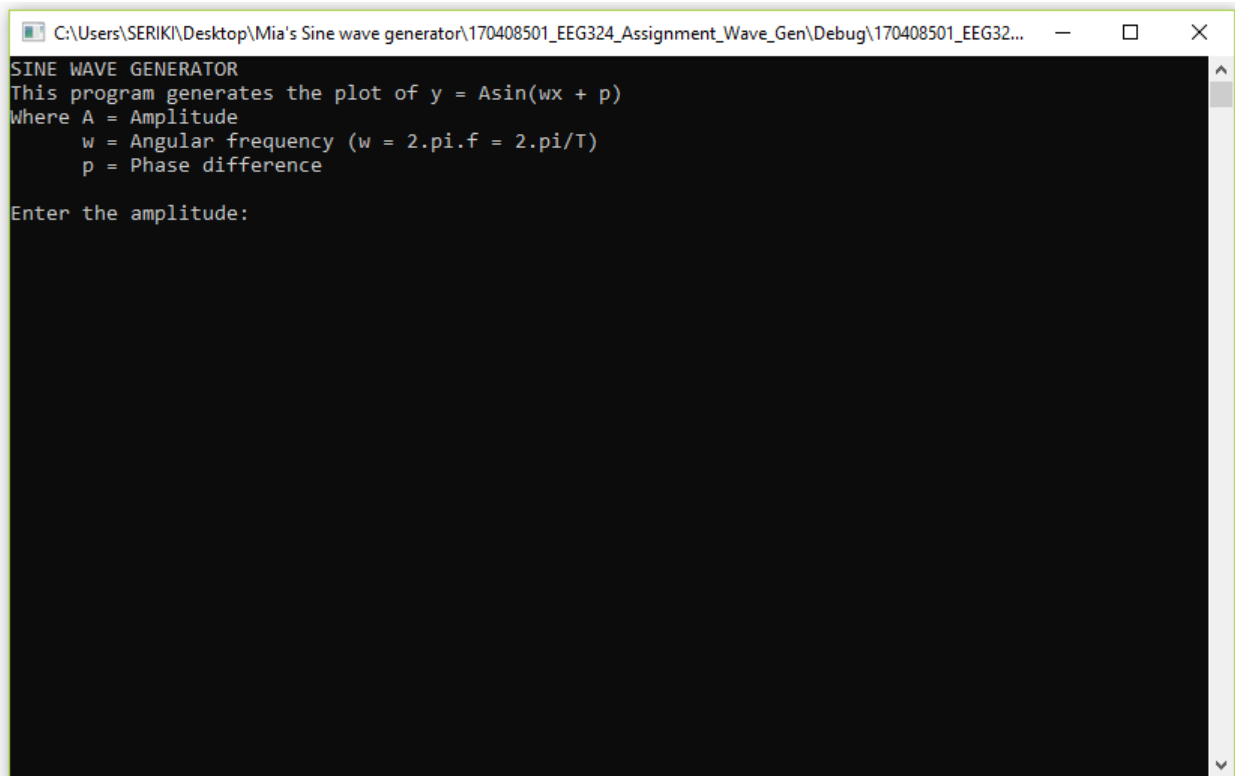 C:\Users\SERIKI\Desktop\Mia's Sine wave generator\170408501_EEG324_Assignment_Wave_Gen\Debug\170408501_EEG32...
SINE WAVE GENERATOR
This program generates the plot of y = Asin(wx + p)
Where A = Amplitude
w = Angular frequency (w = 2.pi.f = 2.pi/T)
p = Phase difference
Enter the amplitude: